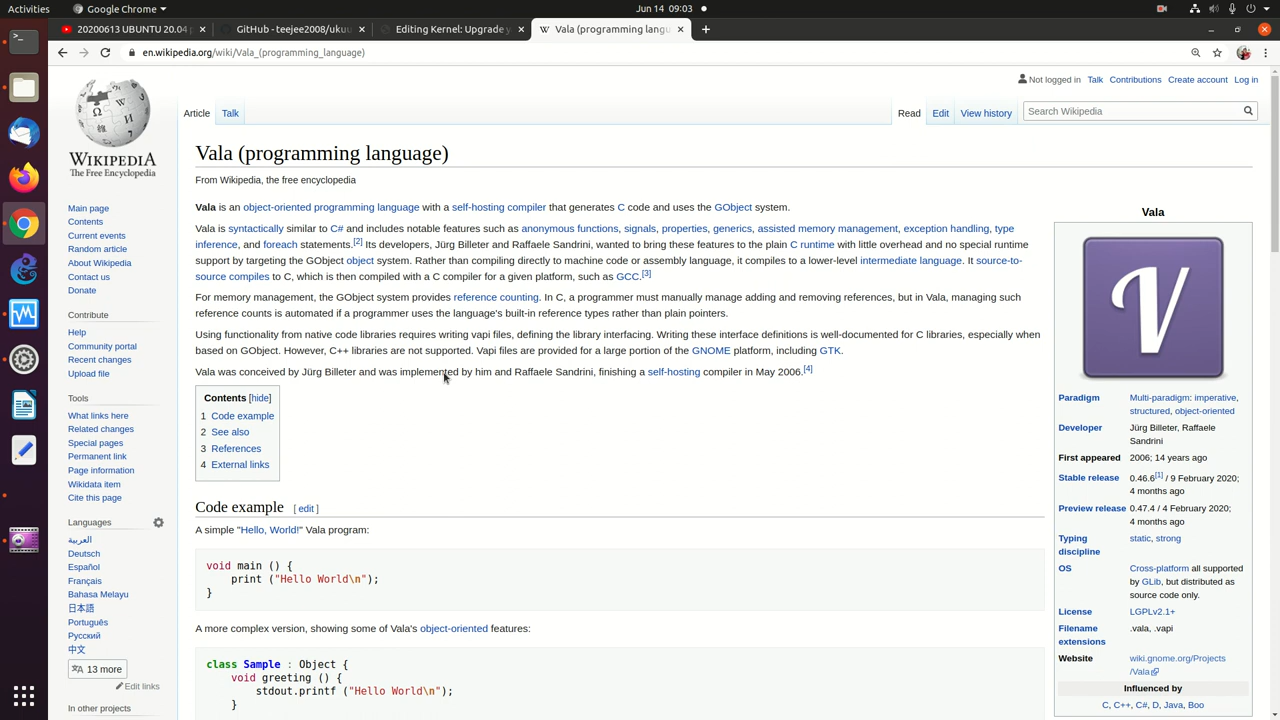 Activities
Google Chrome
Jun 14 09:03
20200613 UBUNTU 20.04
GitHub - teejee2008/ukuu
Editing Kernel: Upgrade
Vala (programming langu
en.wikipedia.org/wiki/Vala_(programming_language)
Not logged in Talk Contributions Create account Log in
Article Talk
Read Edit View history
Search Wikipedia
WIKIPEDIA
The Free Encyclopedia
Main page
Contents
Current events
Random article
About Wikipedia
Contact us
Donate
Contribute
Help
Community portal
Recent changes
Upload file
Tools
What links here
Related changes
Special pages
Permanent link
Page information
Wikidata item
Cite this page
Languages
العربية
Deutsch
Español
Français
Bahasa Melayu
日本語
Português
Русский
中文
13 more
Edit links
In other projects
Vala (programming language)
From Wikipedia, the free encyclopedia
Vala is an object-oriented programming language with a self-hosting compiler that generates C code and uses the GObject system.
Vala is syntactically similar to C# and includes notable features such as anonymous functions, signals, properties, generics, assisted memory management, exception handling, type
inference, and foreach statements.[2] Its developers, Jürg Billeter and Raffaele Sandrini, wanted to bring these features to the plain C runtime with little overhead and no special runtime
support by targeting the GObject object system. Rather than compiling directly to machine code or assembly language, it compiles to a lower-level intermediate language. It source-to-
source compiles to C, which is then compiled with a C compiler for a given platform, such as GCC.[3]
For memory management, the GObject system provides reference counting. In C, a programmer must manually manage adding and removing references, but in Vala, managing such
reference counts is automated if a programmer uses the language's built-in reference types rather than plain pointers.
Using functionality from native code libraries requires writing vapi files, defining the library interfacing. Writing these interface definitions is well-documented for C libraries, especially when
based on GObject. However, C++ libraries are not supported. Vapi files are provided for a large portion of the GNOME platform, including GTK.
Vala was conceived by Jürg Billeter and was implemented by him and Raffaele Sandrini, finishing a self-hosting compiler in May 2006.[4]
Contents [hide]
1 Code example
2 See also
3 References
4 External links
Code example [ edit ]
A simple "Hello, World!" Vala program:
void main () {
print ("Hello World\n");
}
A more complex version, showing some of Vala's object-oriented features:
class Sample : Object {
void greeting () {
stdout.printf ("Hello World\n");
}
Vala
V
Paradigm Multi-paradigm: imperative,
structured, object-oriented
Developer Jürg Billeter, Raffaele
Sandrini
First appeared 2006; 14 years ago
Stable release 0.46.6[1] / 9 February 2020;
4 months ago
Preview release 0.47.4 / 4 February 2020;
4 months ago
Typing discipline static, strong
OS Cross-platform all supported
by GLib, but distributed as
source code only.
License LGPLv2.1+
Filename extensions .vala, .vapi
Website wiki.gnome.org/Projects
/Vala
Influenced by
C, C++, C#, D, Java, Boo